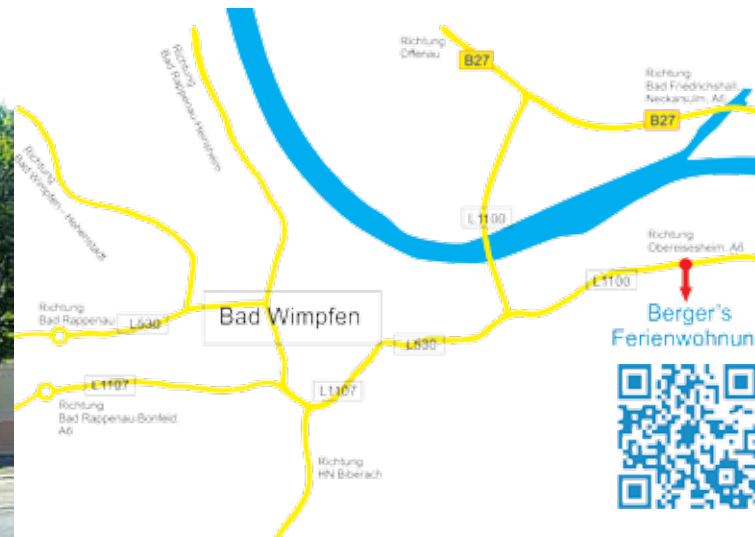 Richtung
Offenau
B27
Richtung
Bad Rappenau-Heinsheim
Richtung
Bad Friedrichshall,
Neckarsulm, A6
B27
Richtung
Bad Wimpfen - Hohenstadt
L1100
Richtung
Obereisesheim, A6
L1100
Richtung
Bad Rappenau
L530
Bad Wimpfen
L530
Berger's
Ferienwohnun
L1107
L1107
Richtung
Bad Rappenau-Bonfeld,
A6
Richtung
HN Biberach